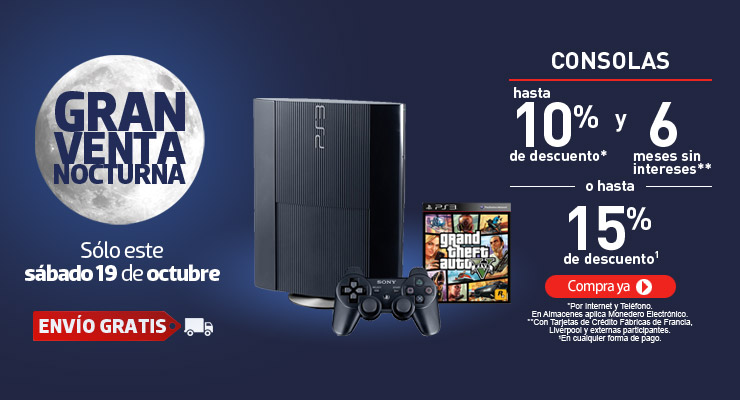 GRAN
VENTA
NOCTURNA
Sólo este
sábado 19 de octubre
ENVÍO GRATIS
PS3
SONY
PS3
grand
theft
auto
V
R
CONSOLAS
hasta
10% y 6
de descuento* meses sin
intereses**
o hasta
15%
de descuento¹
Compra ya
*Por Internet y Teléfono.
En Almacenes aplica Monedero Electrónico.
**Con Tarjetas de Crédito Fábricas de Francia,
Liverpool y externas participantes.
¹En cualquier forma de pago.